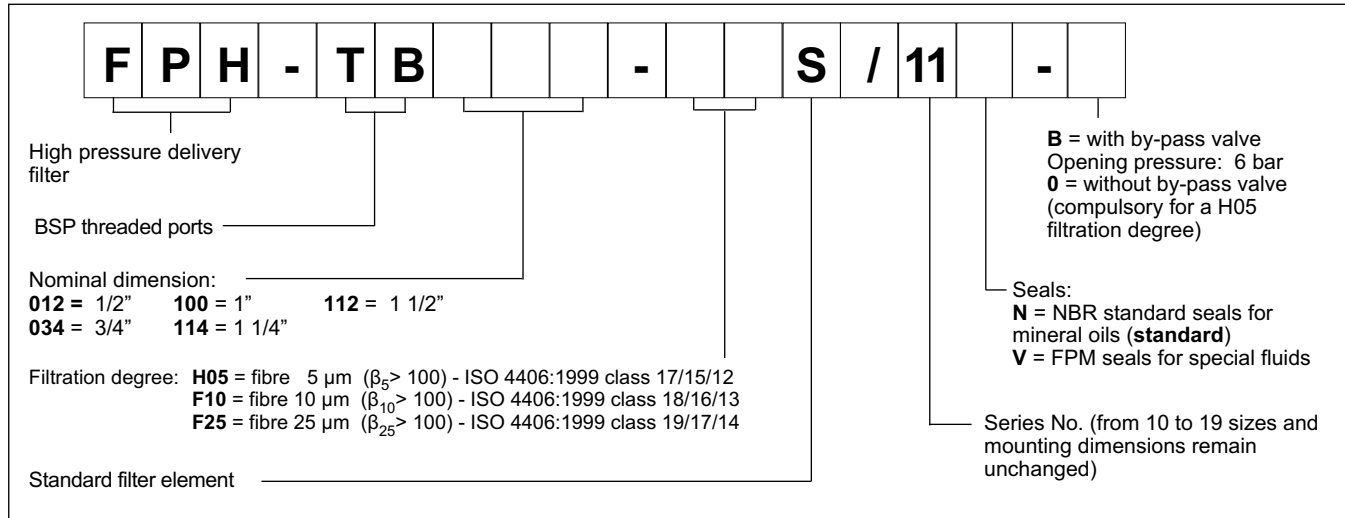 F P H - T B - S / 11 -
High pressure delivery
filter
BSP threaded ports
Nominal dimension:
012 = 1/2” 100 = 1” 112 = 1 1/2”
034 = 3/4” 114 = 1 1/4”
Filtration degree: H05 = fibre 5 µm (β5> 100) - ISO 4406:1999 class 17/15/12
F10 = fibre 10 µm (β10> 100) - ISO 4406:1999 class 18/16/13
F25 = fibre 25 µm (β25> 100) - ISO 4406:1999 class 19/17/14
Standard filter element
B = with by-pass valve
Opening pressure: 6 bar
0 = without by-pass valve
(compulsory for a H05
filtration degree)
Seals:
N = NBR standard seals for
mineral oils (standard)
V = FPM seals for special fluids
Series No. (from 10 to 19 sizes and
mounting dimensions remain
unchanged)